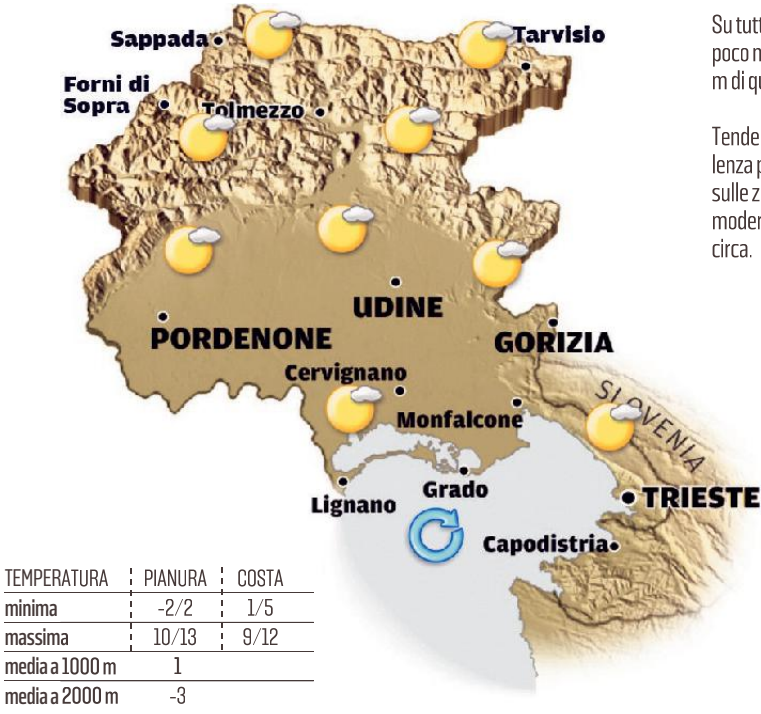 Sappada
Tarvisio
Forni di
Sopra
Tolmezzo
UDINE
PORDENONE
GORIZIA
Cervignano
SLOVENIA
Monfalcone
Grado
Lignano
TRIESTE
Capodistria
TEMPERATURA PIANURA COSTA
minima -2/2 1/5
massima 10/13 9/12
media a 1000 m 1
media a 2000 m -3
Su tutt
poco
m di
Tende
lenza
sulle
moder
circa.